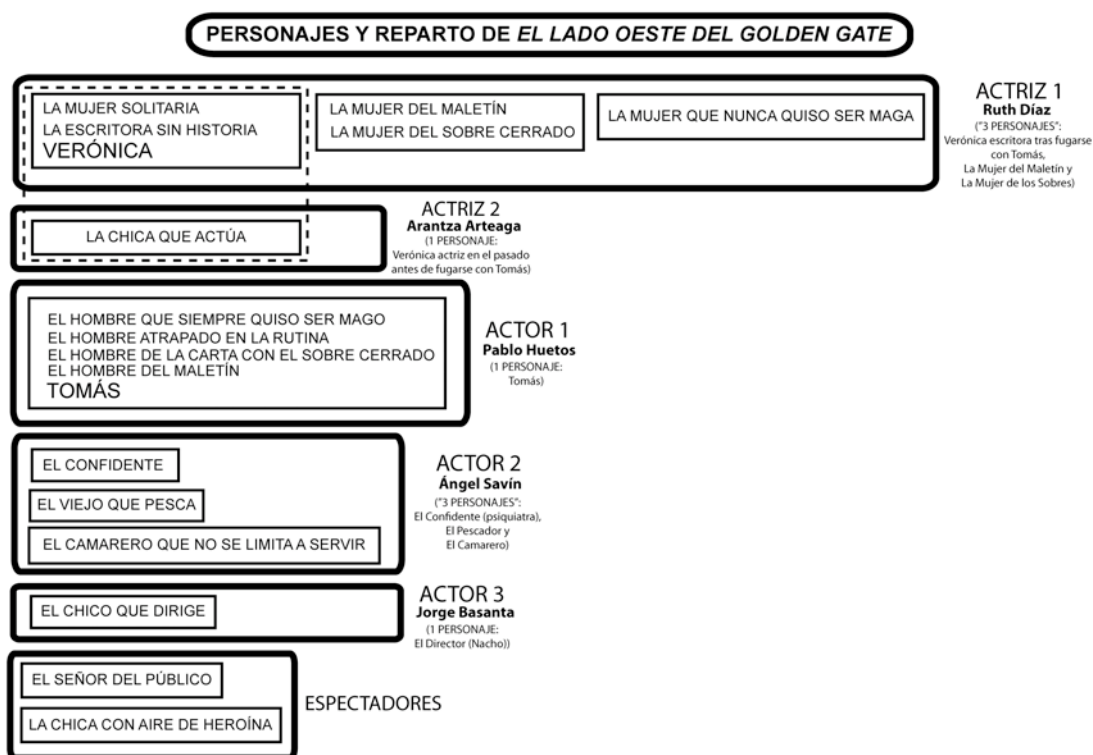 PERSONAJES Y REPARTO DE EL LADO OESTE DEL GOLDEN GATE
LA MUJER SOLITARIA
LA ESCRITORA SIN HISTORIA
VERÓNICA
LA MUJER DEL MALETÍN
LA MUJER DEL SOBRE CERRADO
LA MUJER QUE NUNCA QUISO SER MAGA
ACTRIZ 1
Ruth Díaz
("3 PERSONAJES":
Verónica escritora tras fugarse
con Tomás,
La Mujer del Maletín y
La Mujer de los Sobres)
LA CHICA QUE ACTÚA
ACTRIZ 2
Arantza Arteaga
(1 PERSONAJE:
Verónica actriz en el pasado
antes de fugarse con Tomás)
EL HOMBRE QUE SIEMPRE QUISO SER MAGO
EL HOMBRE ATRAPADO EN LA RUTINA
EL HOMBRE DE LA CARTA CON EL SOBRE CERRADO
EL HOMBRE DEL MALETÍN
TOMÁS
ACTOR 1
Pablo Huetos
(1 PERSONAJE:
Tomás)
EL CONFIDENTE
EL VIEJO QUE PESCA
EL CAMARERO QUE NO SE LIMITA A SERVIR
ACTOR 2
Ángel Savín
("3 PERSONAJES":
El Confidente (psiquiatra),
El Pescador y
El Camarero)
EL CHICO QUE DIRIGE
ACTOR 3
Jorge Basanta
(1 PERSONAJE:
El Director (Nacho))
EL SEÑOR DEL PÚBLICO
LA CHICA CON AIRE DE HEROÍNA
ESPECTADORES